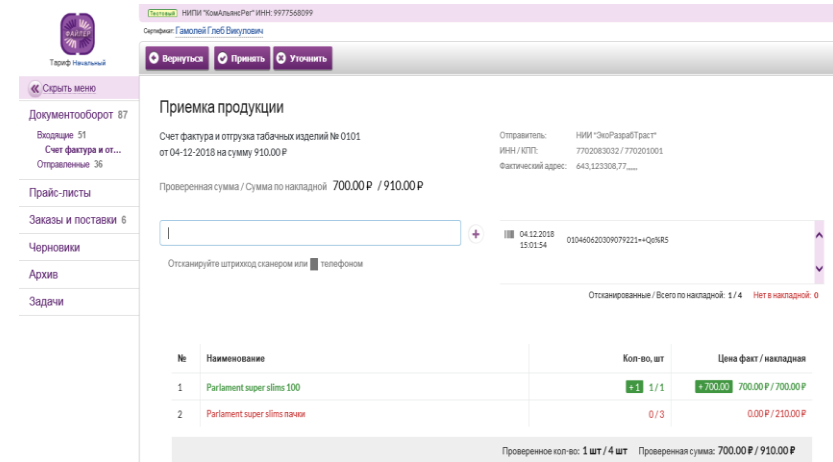 Тестовый НИПИ "КомАльянсРег" ИНН: 9977568099
Сертификат: Гамолей Глеб Викулович
ФАЙЛЕР
Тариф Начальный
Вернуться Принять Уточнить
Скрыть меню
Документооборот 87
Входящие 51
Счет фактура и от...
Отправленные 36
Прайс-листы
Заказы и поставки 6
Черновики
Архив
Задачи
Приемка продукции
Счет фактура и отгрузка табачных изделий № 0101
от 04-12-2018 на сумму 910.00 ₽
Отправитель: НИИ "ЭкоРазрабТраст"
ИНН / КПП: 7702083032 / 770201001
Фактический адрес: 643,123308,77,,,,,,
Проверенная сумма / Сумма по накладной 700.00 ₽ / 910.00 ₽
Отсканируйте штрихкод сканером или телефоном
04.12.2018
15:01:54
010460620309079221=+Qa%R5
Отсканированные / Всего по накладной: 1 / 4 Нет в накладной: 0
№ Наименование Кол-во, шт Цена факт / накладная
1 Parlament super slims 100 +1 1 / 1 +700.00 700.00 ₽ / 700.00 ₽
2 Parlament super slims пачки 0 / 3 0.00 ₽ / 210.00 ₽
Проверенное кол-во: 1 шт / 4 шт Проверенная сумма: 700.00 ₽ / 910.00 ₽